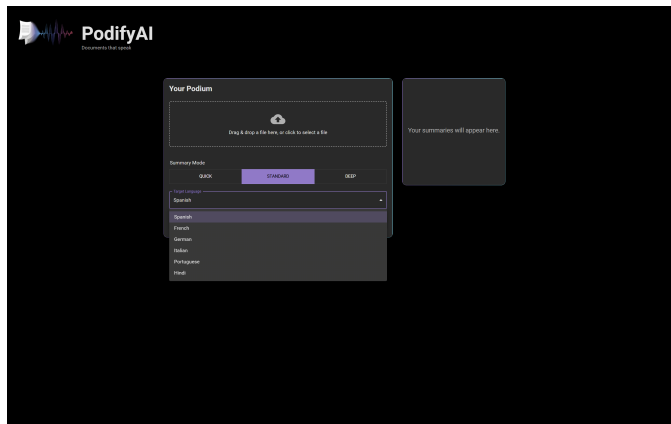 PodifyAI
Documents that speak
Your Podium
Drag & drop a file here, or click to select a file
Summary Mode
QUICK
STANDARD
DEEP
Target Language
Spanish
Spanish
French
German
Italian
Portuguese
Hindi
Your summaries will appear here.